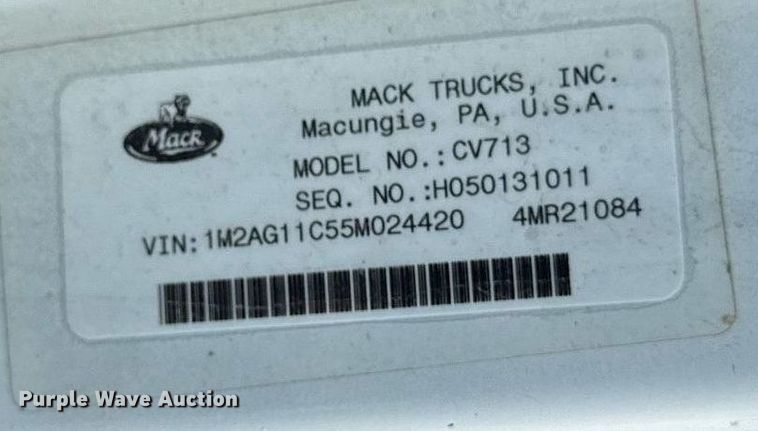 MACK TRUCKS, INC.
Macungie, PA, U.S.A.
Mack
MODEL NO.:CV713
SEQ. NO.:H050131011
VIN:1M2AG11C55M024420 4MR21084
Purple Wave Auction